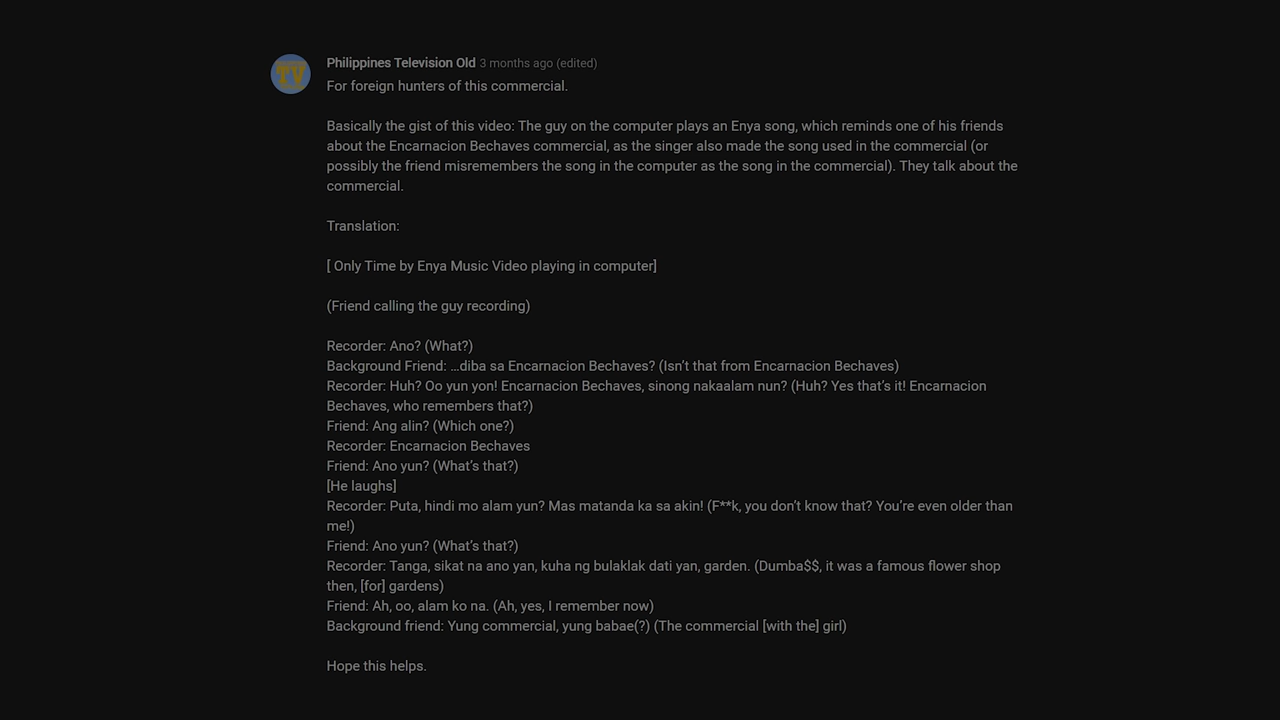 TV
Philippines Television Old 3 months ago (edited)
For foreign hunters of this commercial.
Basically the gist of this video: The guy on the computer plays an Enya song, which reminds one of his friends
about the Encarnacion Bechaves commercial, as the singer also made the song used in the commercial (or
possibly the friend misremembers the song in the computer as the song in the commercial). They talk about the
commercial.
Translation:
[ Only Time by Enya Music Video playing in computer]
(Friend calling the guy recording)
Recorder: Ano? (What?)
Background Friend: ...diba sa Encarnacion Bechaves? (Isn't that from Encarnacion Bechaves)
Recorder: Huh? Oo yun yon! Encarnacion Bechaves, sinong nakaalam nun? (Huh? Yes that's it! Encarnacion
Bechaves, who remembers that?)
Friend: Ang alin? (Which one?)
Recorder: Encarnacion Bechaves
Friend: Ano yun? (What's that?)
[He laughs]
Recorder: Puta, hindi mo alam yun? Mas matanda ka sa akin! (F**k, you don't know that? You're even older than
me!)
Friend: Ano yun? (What's that?)
Recorder: Tanga, sikat na ano yan, kuha ng bulaklak dati yan, garden. (Dumba$$, it was a famous flower shop
then, [for] gardens)
Friend: Ah, oo, alam ko na. (Ah, yes, I remember now)
Background friend: Yung commercial, yung babae(?) (The commercial [with the] girl)
Hope this helps.